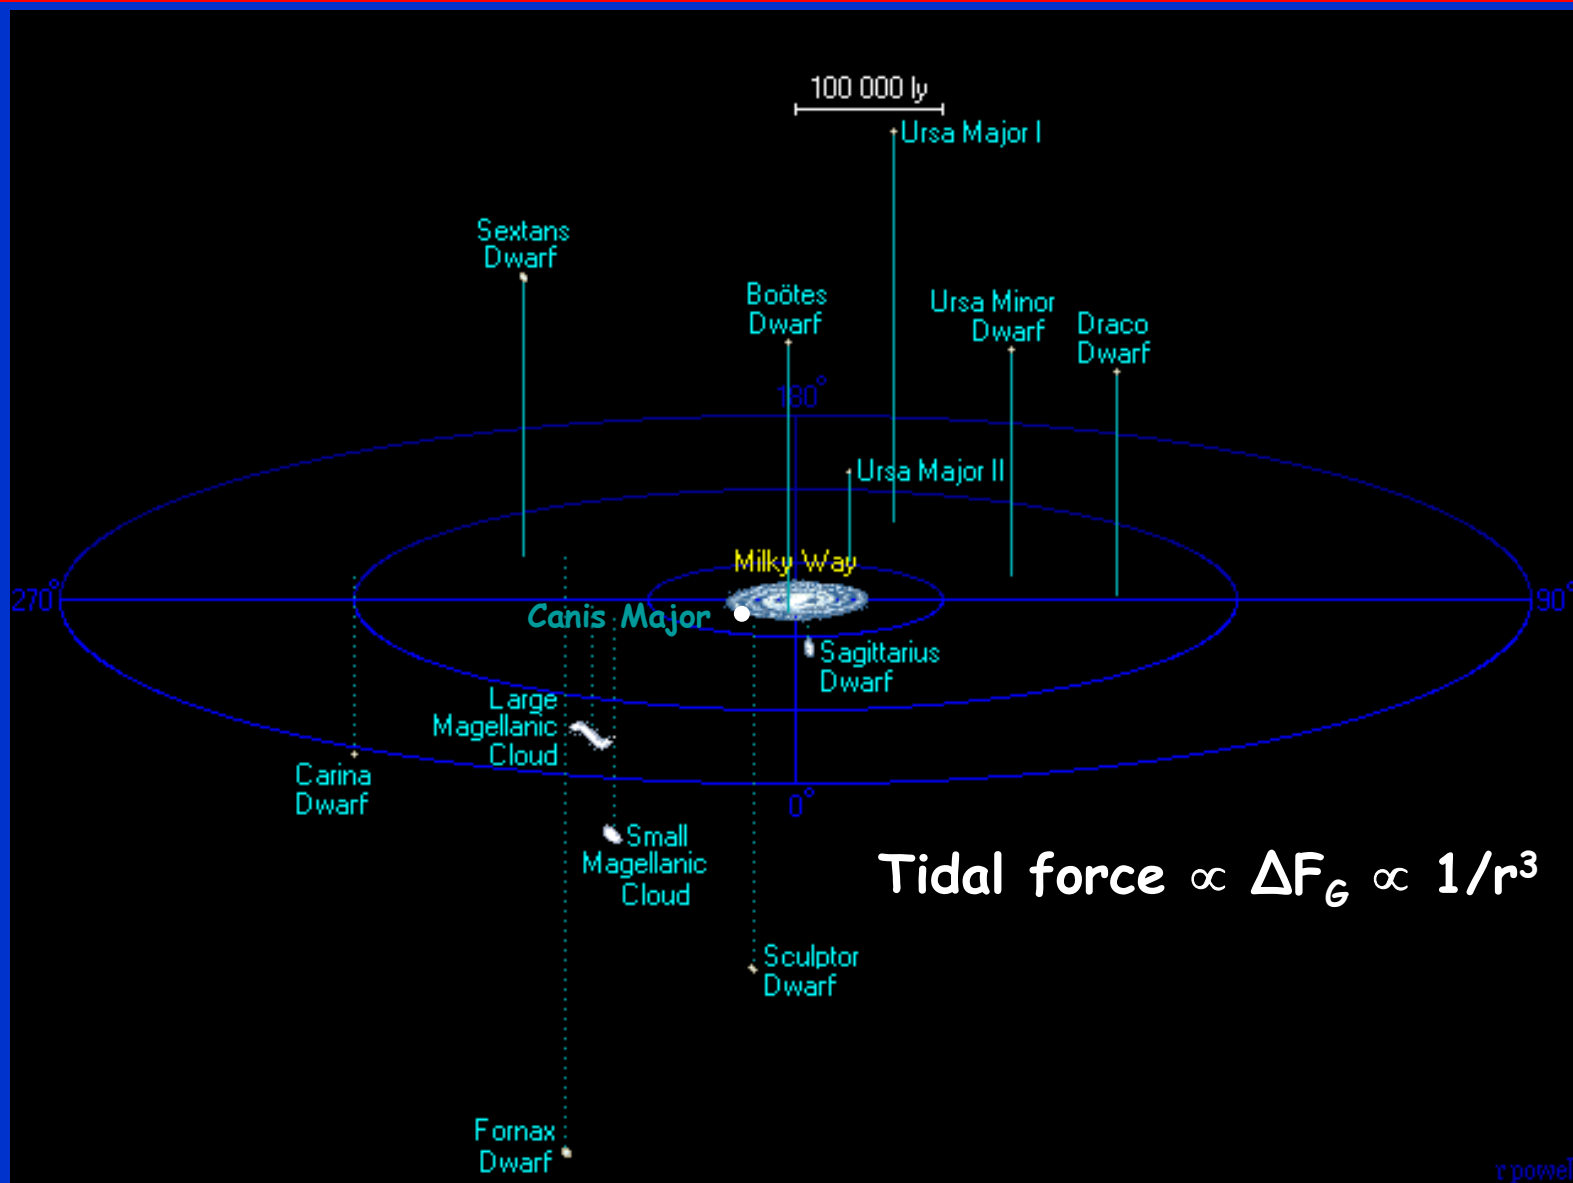 100 000 ly
Ursa Major I
Sextans
Dwarf
Boötes
Dwarf
Ursa Minor
Dwarf
Draco
Dwarf
180°
Ursa Major II
Milky Way
270°
90°
Canis Major
Sagittarius
Dwarf
Large
Magellanic
Cloud
Carina
Dwarf
0°
Small
Magellanic
Cloud
Tidal force ∝ ΔF_G ∝ 1/r³
Sculptor
Dwarf
Fornax
Dwarf